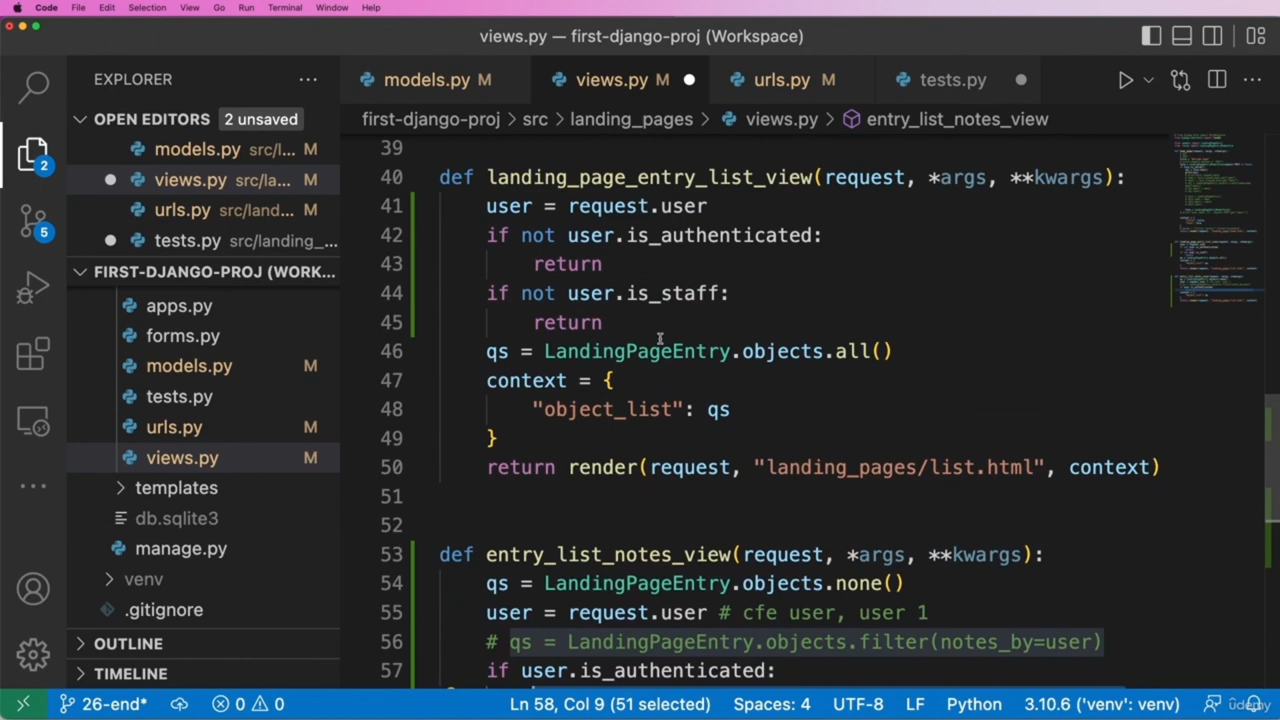 Code File Edit Selection View Go Run Terminal Window Help
views.py — first-django-proj (Workspace)
EXPLORER ···
models.py M views.py M urls.py M tests.py
OPEN EDITORS 2 unsaved
first-django-proj > src > landing_pages > views.py > entry_list_notes_view
models.py src/l... M
views.py src/la... M
urls.py src/land... M
tests.py src/landing_...
FIRST-DJANGO-PROJ (WORK...
apps.py
forms.py
models.py M
tests.py
urls.py M
views.py M
templates
db.sqlite3
manage.py
venv
.gitignore
OUTLINE
TIMELINE
2
5
39
40 def anding_page_entry_list_view(request, *args, **kwargs):
41 user = request.user
42 if not user.is_authenticated:
43 return
44 if not user.is_staff:
45 return
46 qs = LandingPageEntry.objects.all()
47 context = {
48 "object_list": qs
49 }
50 return render(request, "landing_pages/list.html", context)
51
52
53 def entry_list_notes_view(request, *args, **kwargs):
54 qs = LandingPageEntry.objects.none()
55 user = request.user # cfe user, user 1
56 # qs = LandingPageEntry.objects.filter(notes_by=user)
57 if user.is_authenticated:
26-end* 0 0 Ln 58, Col 9 (51 selected) Spaces: 4 UTF-8 LF Python 3.10.6 ('venv': venv)
udemy